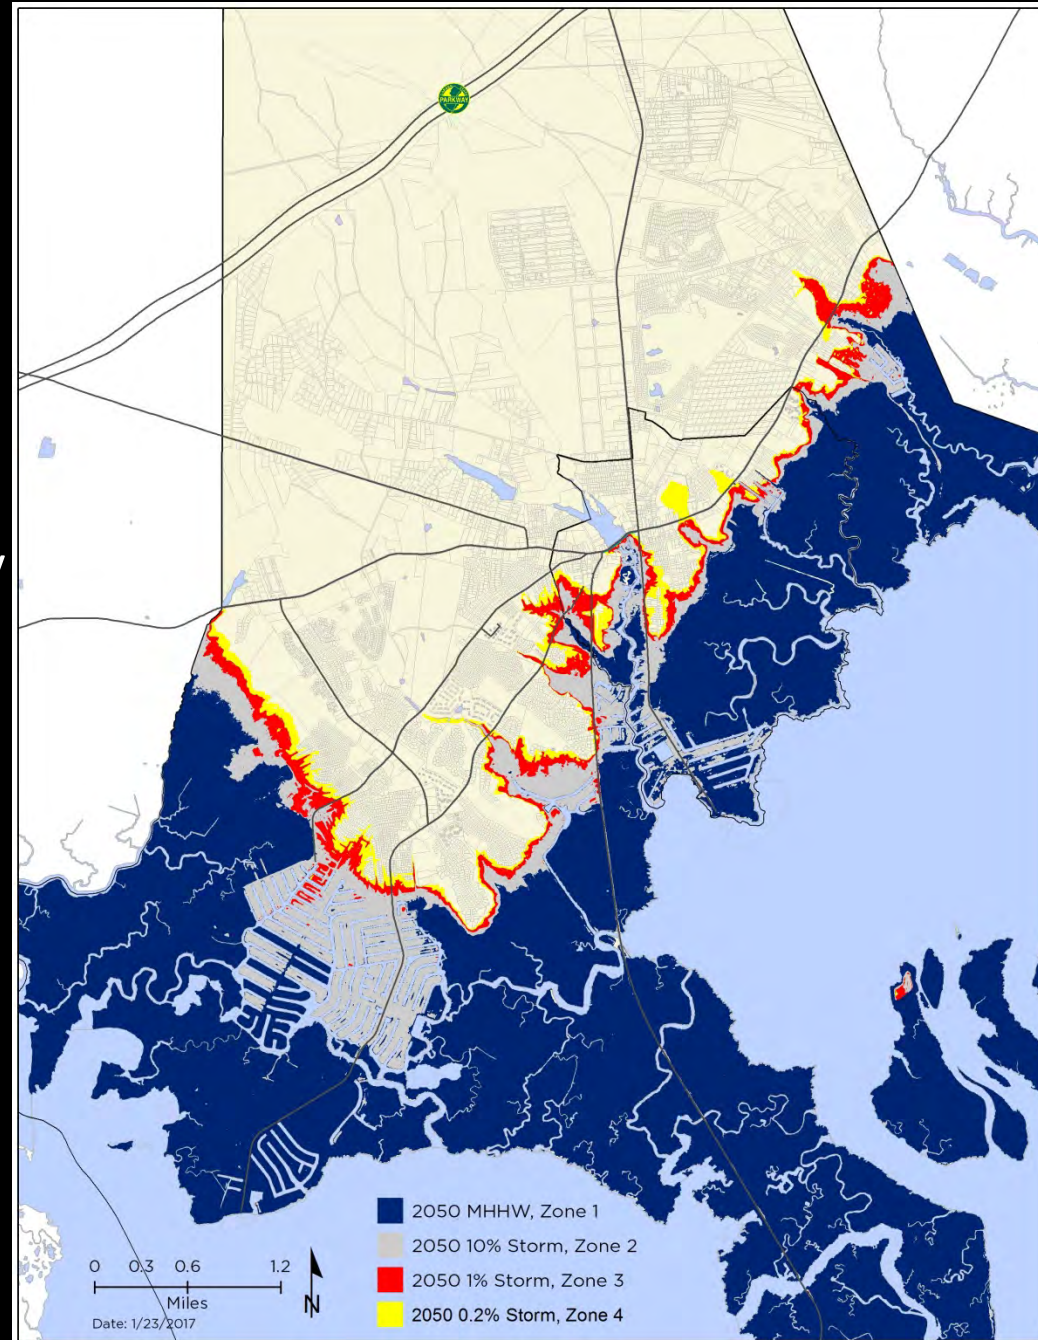 PARKWAY
2050 MHHW, Zone 1
2050 10% Storm, Zone 2
2050 1% Storm, Zone 3
2050 0.2% Storm, Zone 4
0 0.3 0.6 1.2
Miles
N
Date: 1/23/2017